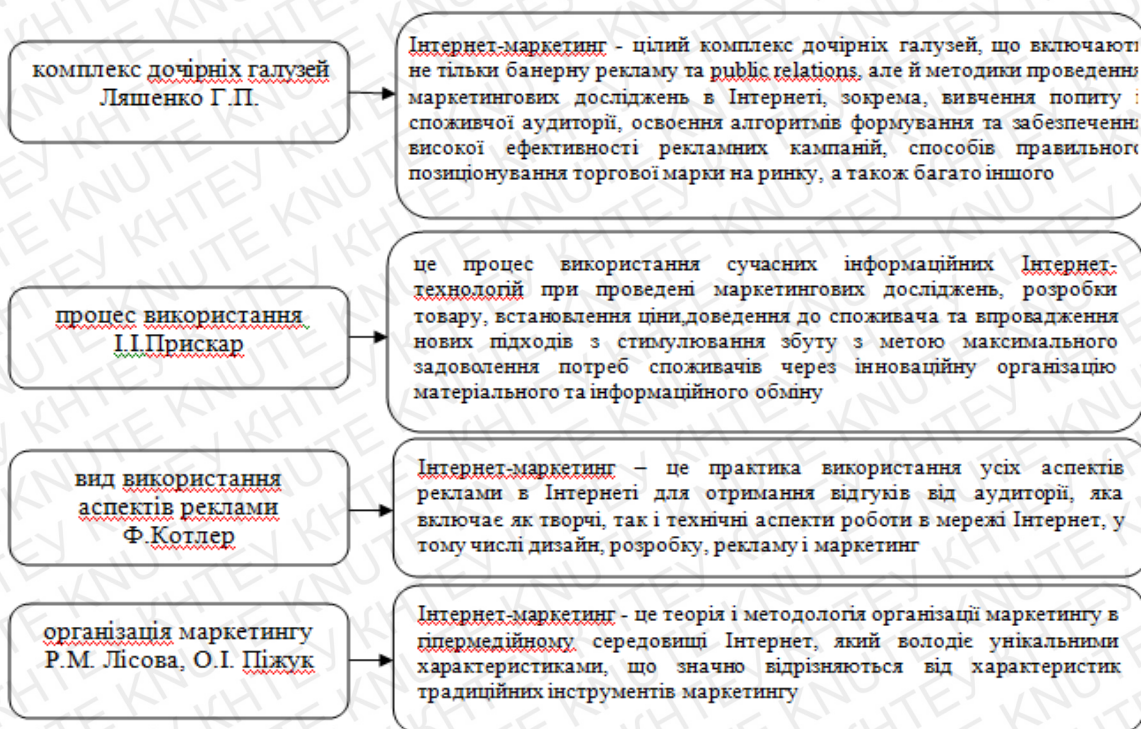 комплекс дочірніх галузей
Ляшенко Г.П.
Інтернет-маркетинг - цілий комплекс дочірніх галузей, що включають
не тільки банерну рекламу та public relations, але й методики проведення
маркетингових досліджень в Інтернеті, зокрема, вивчення попиту і
споживчої аудиторії, освоєння алгоритмів формування та забезпечення
високої ефективності рекламних кампаній, способів правильного
позиціонування торгової марки на ринку, а також багато іншого
процес використання
І.І.Прискар
це процес використання сучасних інформаційних Інтернет-
технологій при проведені маркетингових досліджень, розробки
товару, встановлення ціни,доведення до споживача та впровадження
нових підходів з стимулювання збуту з метою максимального
задоволення потреб споживачів через інноваційну організацію
матеріального та інформаційного обміну
вид використання
аспектів реклами
Ф.Котлер
Інтернет-маркетинг – це практика використання усіх аспектів
реклами в Інтернеті для отримання відгуків від аудиторії, яка
включає як творчі, так і технічні аспекти роботи в мережі Інтернет, у
тому числі дизайн, розробку, рекламу і маркетинг
організація маркетингу
Р.М. Лісова, О.І. Піжук
Інтернет-маркетинг - це теорія і методологія організації маркетингу в
гіпермедійному середовищі Інтернет, який володіє унікальними
характеристиками, що значно відрізняються від характеристик
традиційних інструментів маркетингу